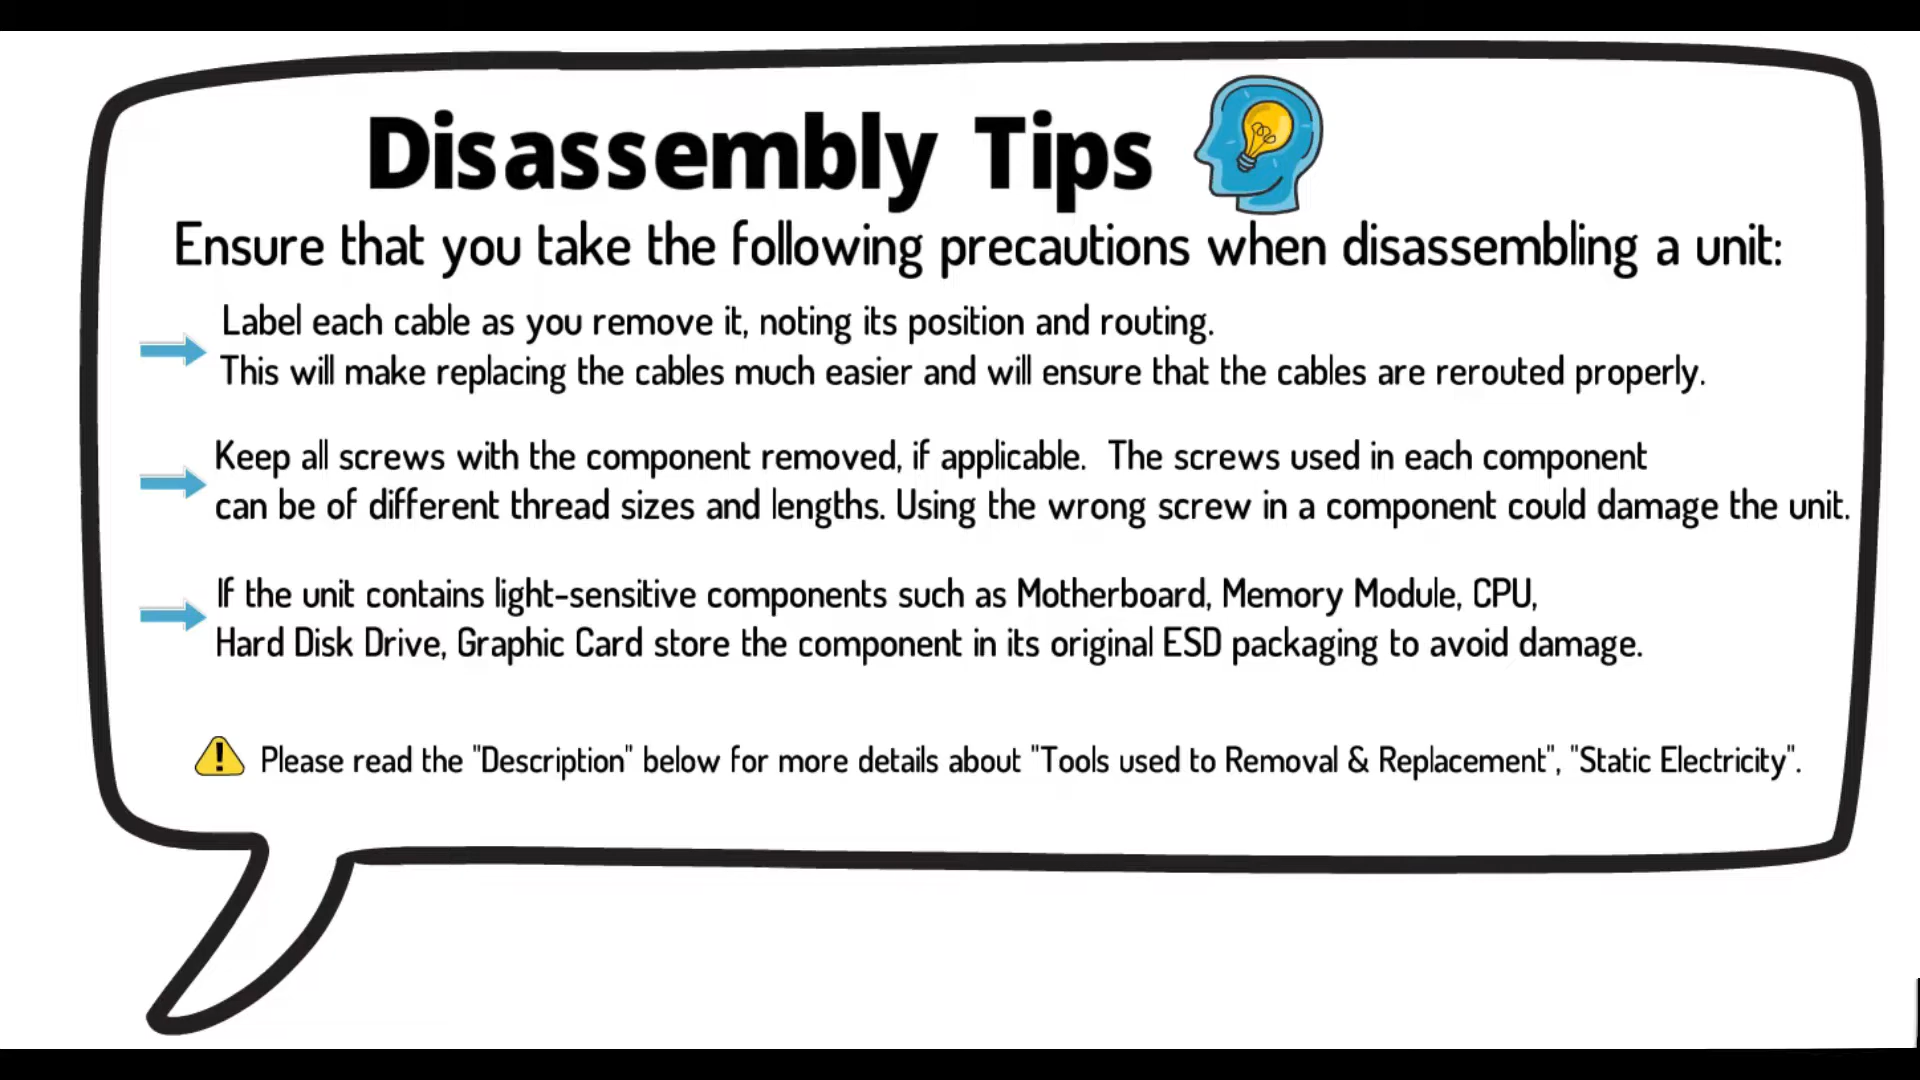 Disassembly Tips
Ensure that you take the following precautions when disassembling a unit:
Label each cable as you remove it, noting its position and routing.
This will make replacing the cables much easier and will ensure that the cables are rerouted properly.
Keep all screws with the component removed, if applicable. The screws used in each component
can be of different thread sizes and lengths. Using the wrong screw in a component could damage the unit.
If the unit contains light-sensitive components such as Motherboard, Memory Module, CPU,
Hard Disk Drive, Graphic Card store the component in its original ESD packaging to avoid damage.
Please read the "Description" below for more details about "Tools used to Removal & Replacement", "Static Electricity".